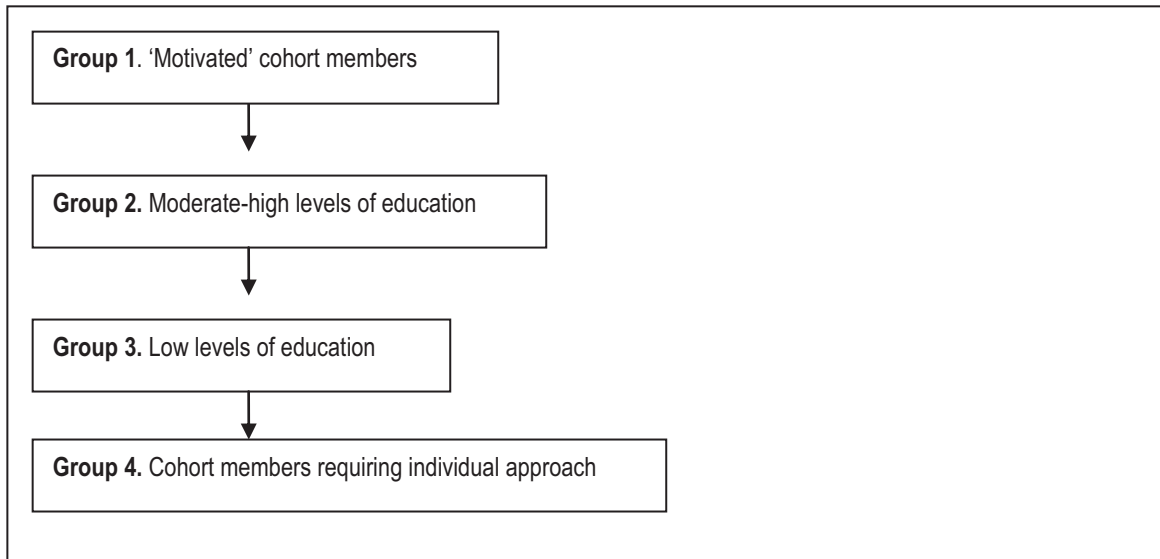 Group 1. ‘Motivated’ cohort members
Group 2. Moderate-high levels of education
Group 3. Low levels of education
Group 4. Cohort members requiring individual approach